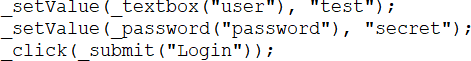 _setValue(_textbox("user"), "test");
_setValue(_password("password"), "secret");
_click(_submit("Login"));